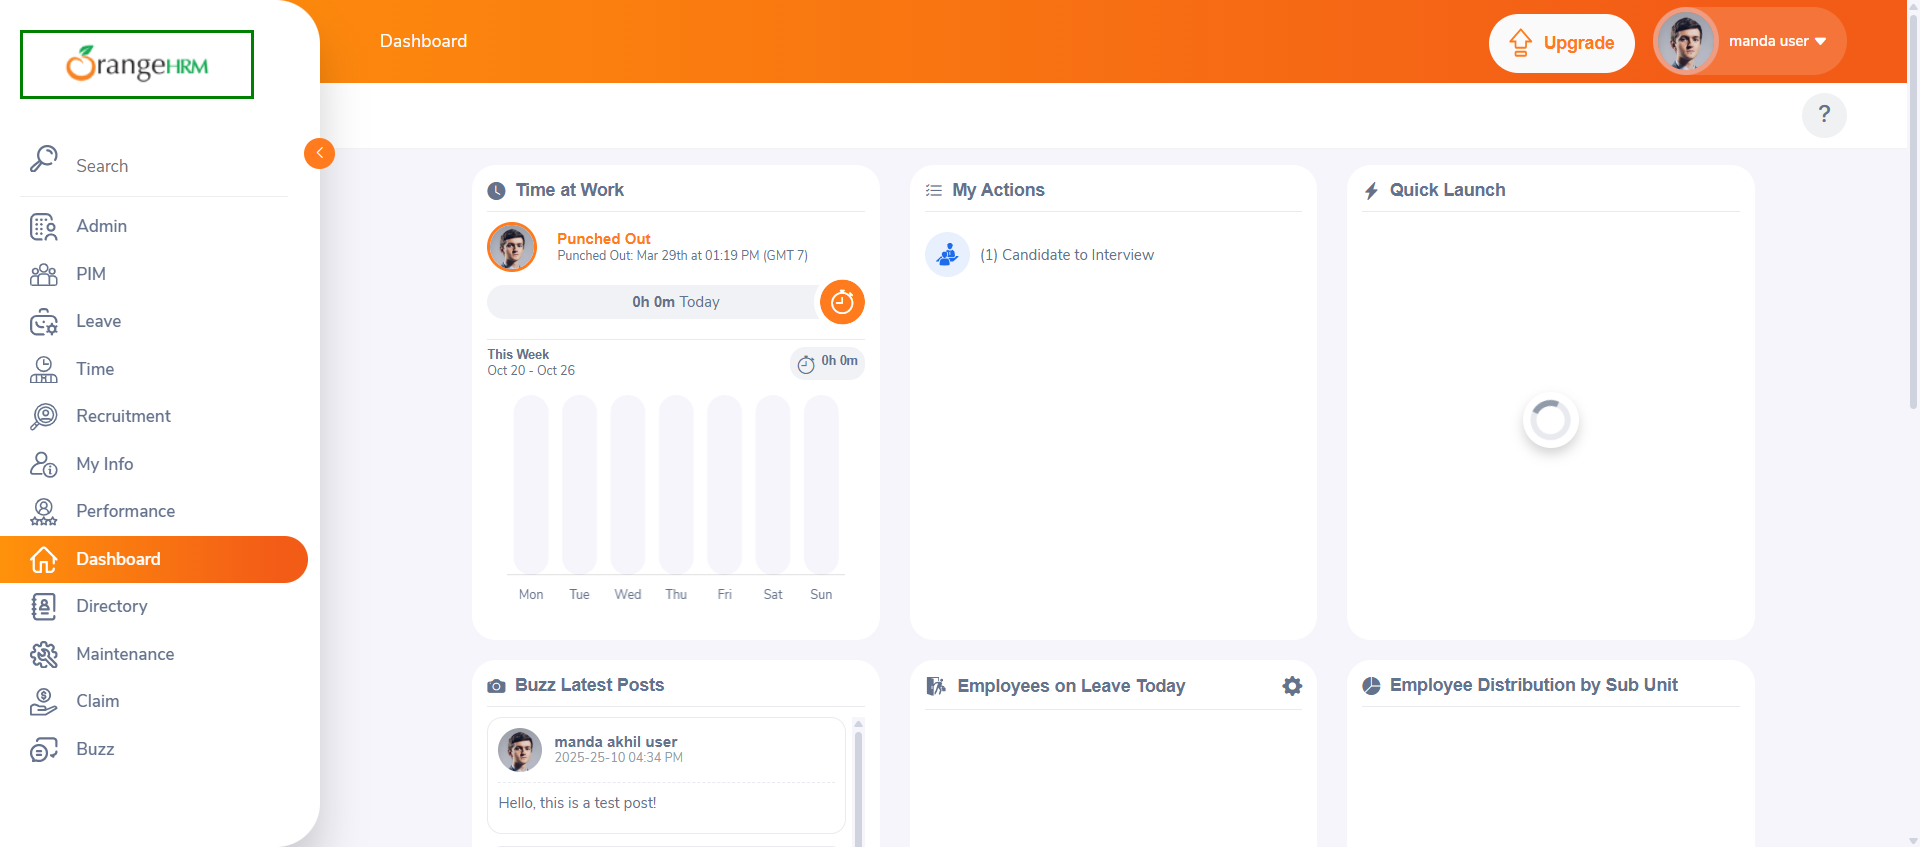 OrangeHRM
Dashboard
Upgrade
manda user
?
Search
Admin
PIM
Leave
Time
Recruitment
My Info
Performance
Dashboard
Directory
Maintenance
Claim
Buzz
Time at Work
Punched Out
Punched Out: Mar 29th at 01:19 PM (GMT 7)
0h 0m Today
This Week
Oct 20 - Oct 26
0h 0m
Mon Tue Wed Thu Fri Sat Sun
My Actions
(1) Candidate to Interview
Quick Launch
Buzz Latest Posts
manda akhil user
2025-25-10 04:34 PM
Hello, this is a test post!
Employees on Leave Today
Employee Distribution by Sub Unit